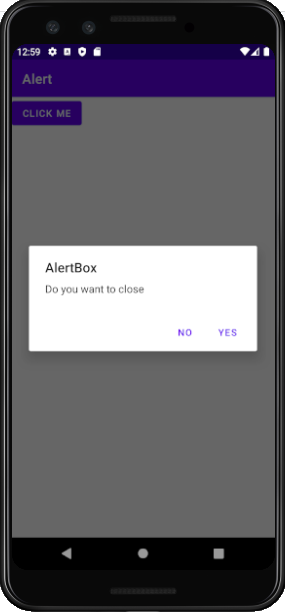 12:59
Alert
CLICK ME
AlertBox
Do you want to close
NO YES